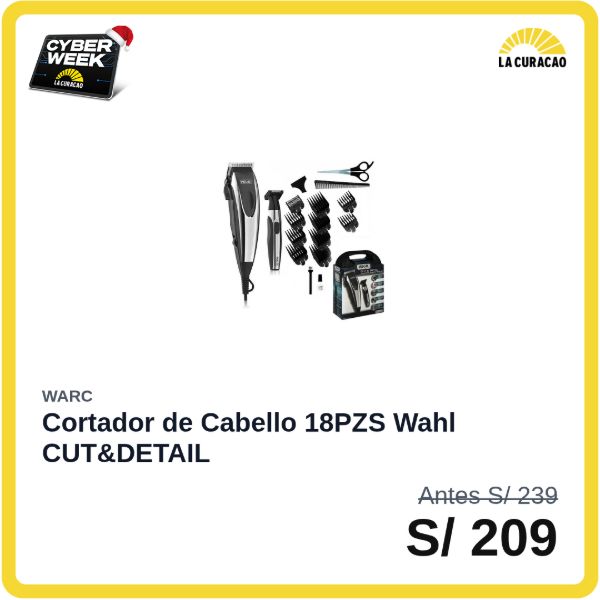 CYBER
WEEK
LA CURACAO
LA CURACAO
WARC
Cortador de Cabello 18PZS Wahl
CUT&DETAIL
Antes S/ 239
S/ 209